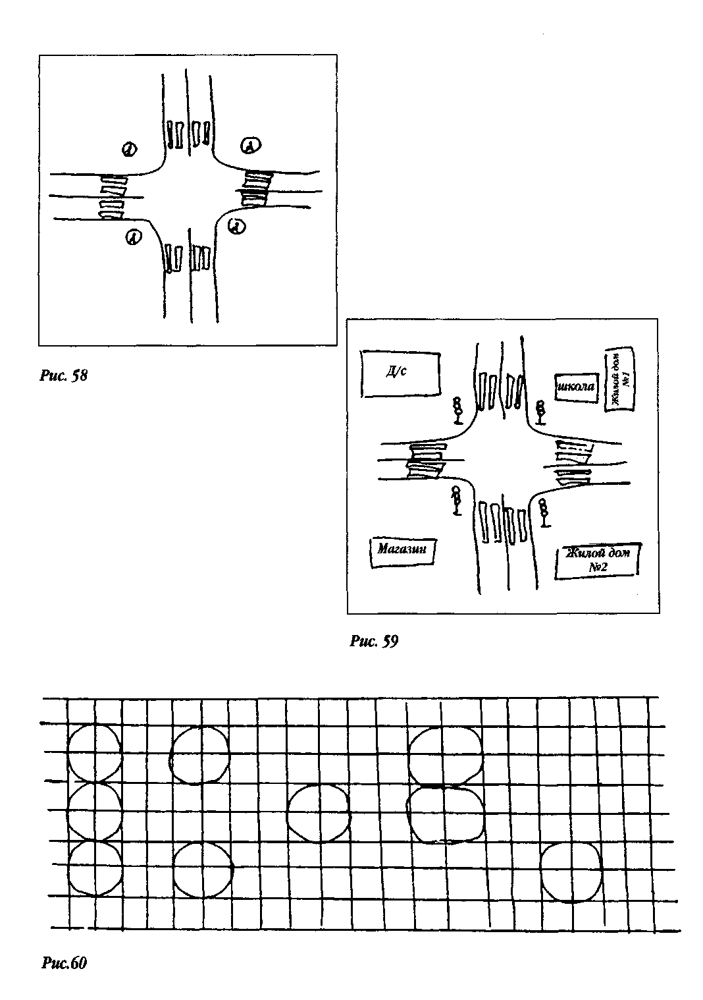 Рис. 58
Д/с
школа
Жилой дом
№1
Магазин
Жилой дом
№2
Рис. 59
Рис.60